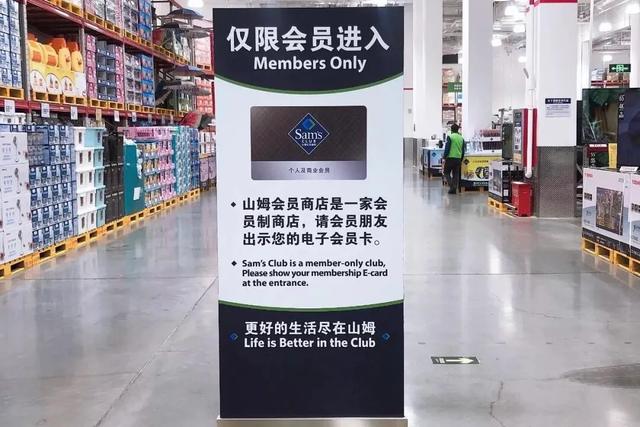 仅限会员进入
Members Only
Sam's
CLUB
个人及商业会员
山姆会员商店是一家会
员制商店，请会员朋友
出示您的电子会员卡。
Sam's Club is a member-only club,
Please show your membership E-card
at the entrance.
更好的生活尽在山姆
Life is Better in the Club